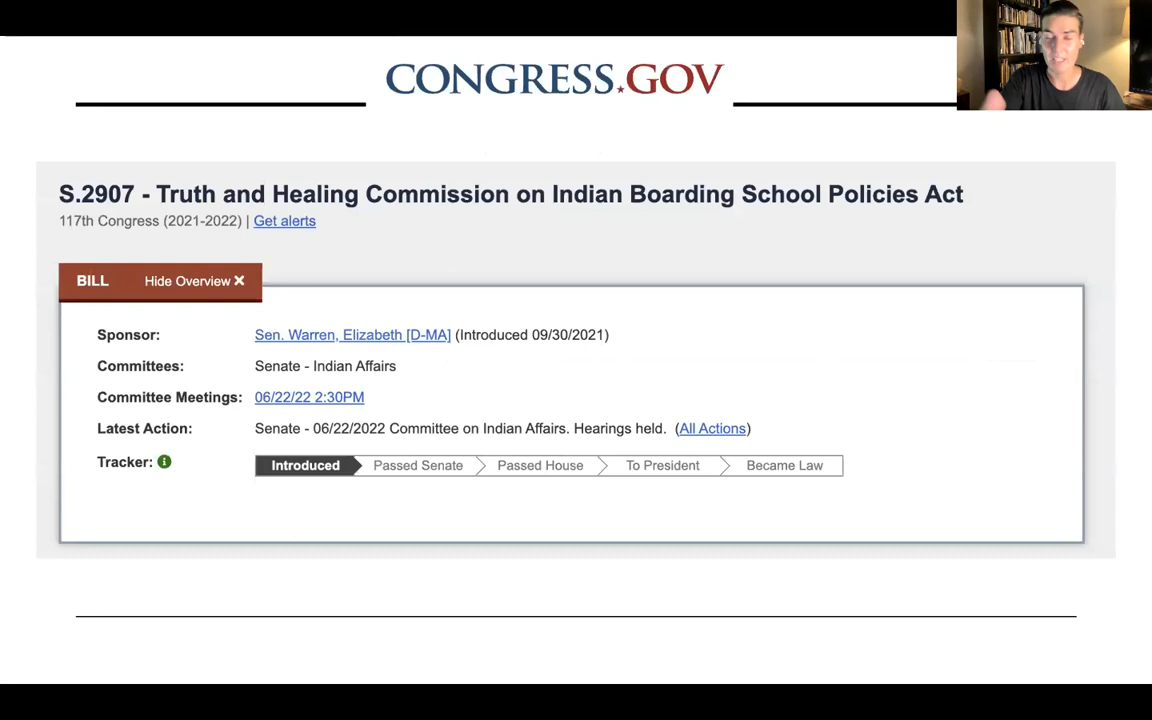 CONGRESS.GOV
S.2907 - Truth and Healing Commission on Indian Boarding School Policies Act
117th Congress (2021-2022) | Get alerts
BILL Hide Overview ✕
Sponsor: Sen. Warren, Elizabeth [D-MA] (Introduced 09/30/2021)
Committees: Senate - Indian Affairs
Committee Meetings: 06/22/22 2:30PM
Latest Action: Senate - 06/22/2022 Committee on Indian Affairs. Hearings held. (All Actions)
Tracker: i Introduced Passed Senate Passed House To President Became Law